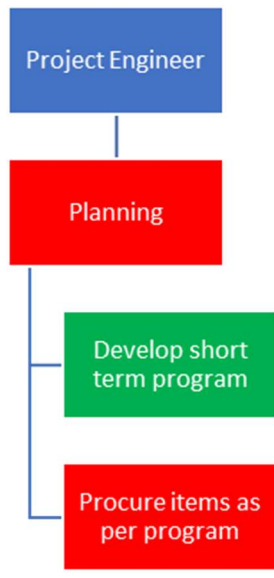 Project Engineer
Planning
Develop short
term program
Procure items as
per program